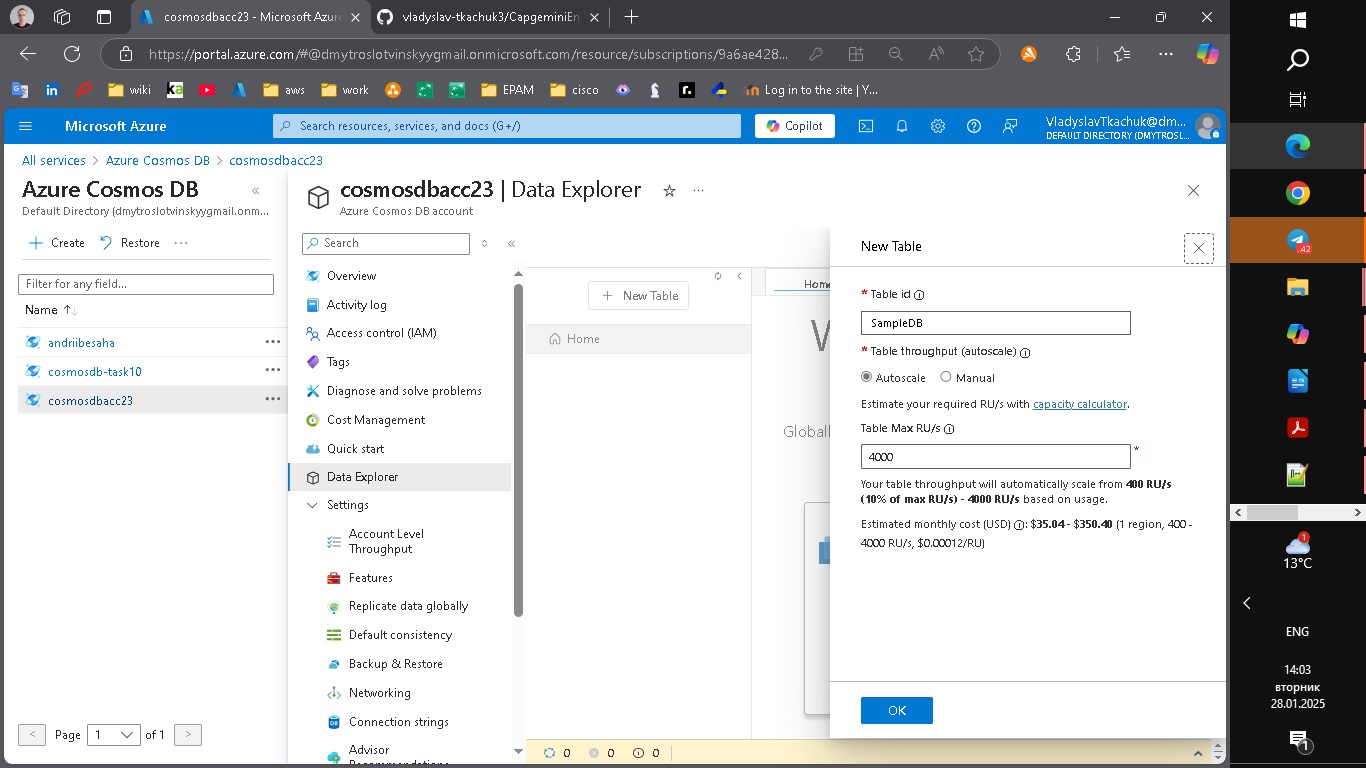 cosmosdbacc23 - Microsoft Azur
vladyslav-tkachuk3/CapgeminiEn
https://portal.azure.com/#@dmytroslotvinskyygmail.onmicrosoft.com/resource/subscriptions/9a6ae428...
wiki
ka
aws
work
EPAM
cisco
r.
Log in to the site | Y...
Microsoft Azure
Search resources, services, and docs (G+/)
Copilot
VladyslavTkachuk@dm...
DEFAULT DIRECTORY (DMYTROSL...
All services > Azure Cosmos DB > cosmosdbacc23
Azure Cosmos DB
Default Directory (dmytroslotvinskyygmail.onm...
Create
Restore
Filter for any field...
Name
andriibesaha
cosmosdb-task10
cosmosdbacc23
Page 1 of 1
cosmosdbacc23 | Data Explorer
Azure Cosmos DB account
Search
Overview
Activity log
Access control (IAM)
Tags
Diagnose and solve problems
Cost Management
Quick start
Data Explorer
Settings
Account Level
Throughput
Features
Replicate data globally
Default consistency
Backup & Restore
Networking
Connection strings
Advisor
Recommendations
New Table
Home
Home
W
Globall
0 0 0
New Table
* Table id
SampleDB
* Table throughput (autoscale)
Autoscale Manual
Estimate your required RU/s with capacity calculator.
Table Max RU/s
4000 *
Your table throughput will automatically scale from 400 RU/s
(10% of max RU/s) - 4000 RU/s based on usage.
Estimated monthly cost (USD) : $35.04 - $350.40 (1 region, 400 -
4000 RU/s, $0.00012/RU)
OK
42
1
13°C
ENG
14:03
вторник
28.01.2025
1